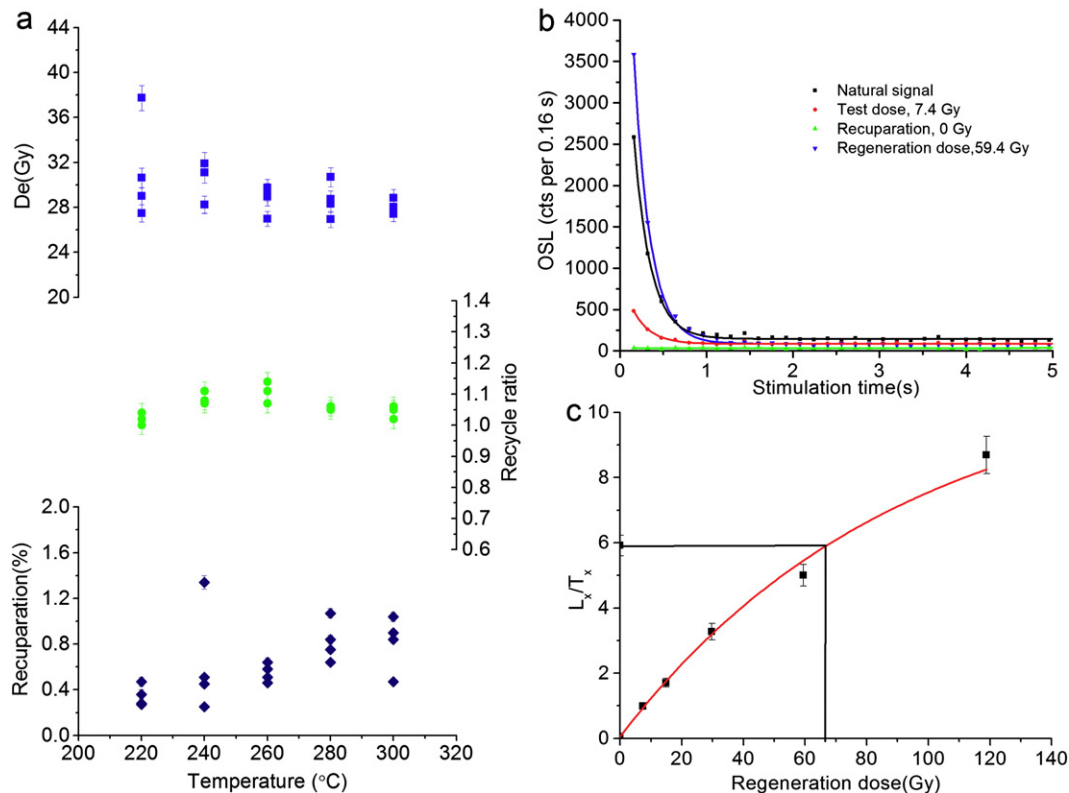 a
44
40
36
32
28
24
20
De(Gy)
1.4
1.3
1.2
1.1
1.0
0.9
0.8
0.7
0.6
Recycle ratio
2.0
1.6
1.2
0.8
0.4
0.0
Recuparation(%)
200 220 240 260 280 300 320
Temperature (°C)
b
4000
3500
3000
2500
2000
1500
1000
500
0
OSL (cts per 0.16 s)
Natural signal
Test dose, 7.4 Gy
Recuparation, 0 Gy
Regeneration dose,59.4 Gy
0 1 2 3 4 5
Stimulation time(s)
c
10
8
6
4
2
0
Lx/Tx
0 20 40 60 80 100 120 140
Regeneration dose(Gy)